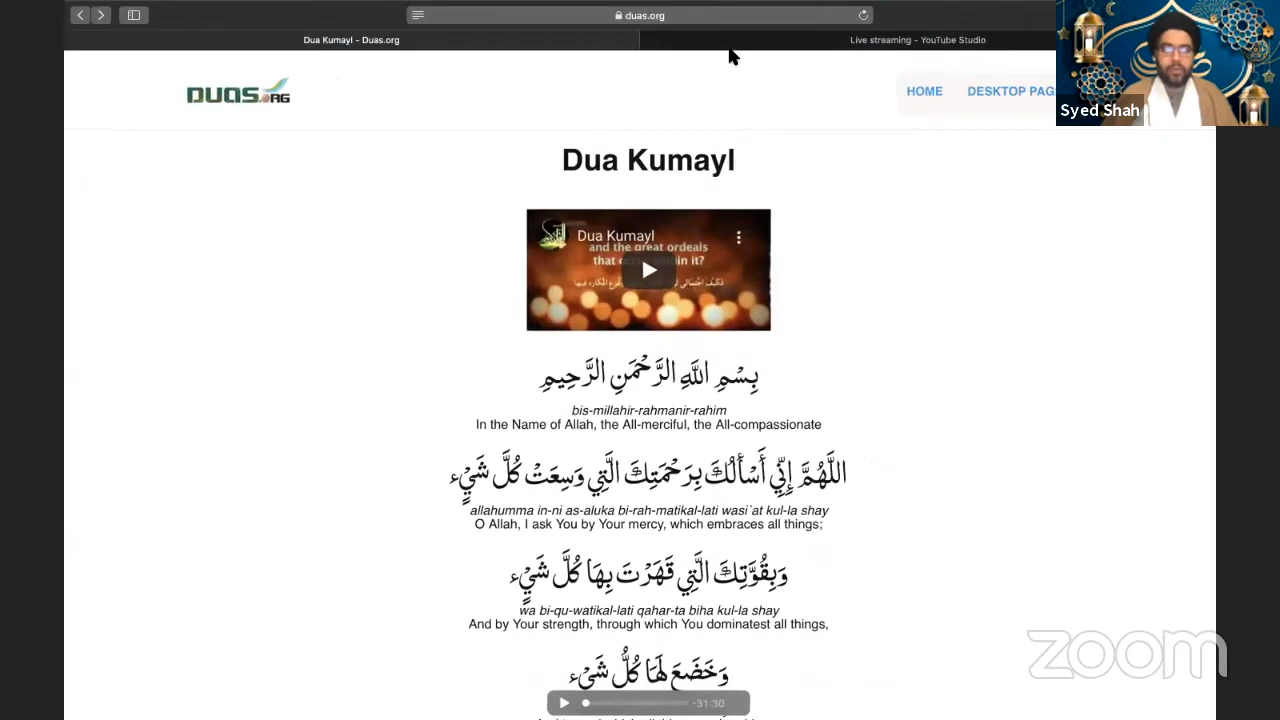 duas.org
Dua Kumayl - Duas.org
Live streaming - YouTube Studio
DUAS.ORG
HOME
DESKTOP PAG
Syed Shah
Dua Kumayl
Dua Kumayl
and the great ordeals
بِسْمِ اللَّهِ الرَّحْمَنِ الرَّحِيمِ
bis-millahir-rahmanir-rahim
In the Name of Allah, the All-merciful, the All-compassionate
اللَّهُمَّ إِنِّي أَسْأَلُكَ بِرَحْمَتِكَ الَّتِي وَسِعَتْ كُلَّ شَيْءٍ
allahumma in-ni as-aluka bi-rah-matikal-lati wasi`at kul-la shay
O Allah, I ask You by Your mercy, which embraces all things;
وَبِقُوَّتِكَ الَّتِي قَهَرْتَ بِهَا كُلَّ شَيْءٍ
wa bi-qu-watikal-lati qahar-ta biha kul-la shay
And by Your strength, through which You dominatest all things,
وَخَضَعَ لَهَا كُلُّ شَيْء
-31:30
zoom